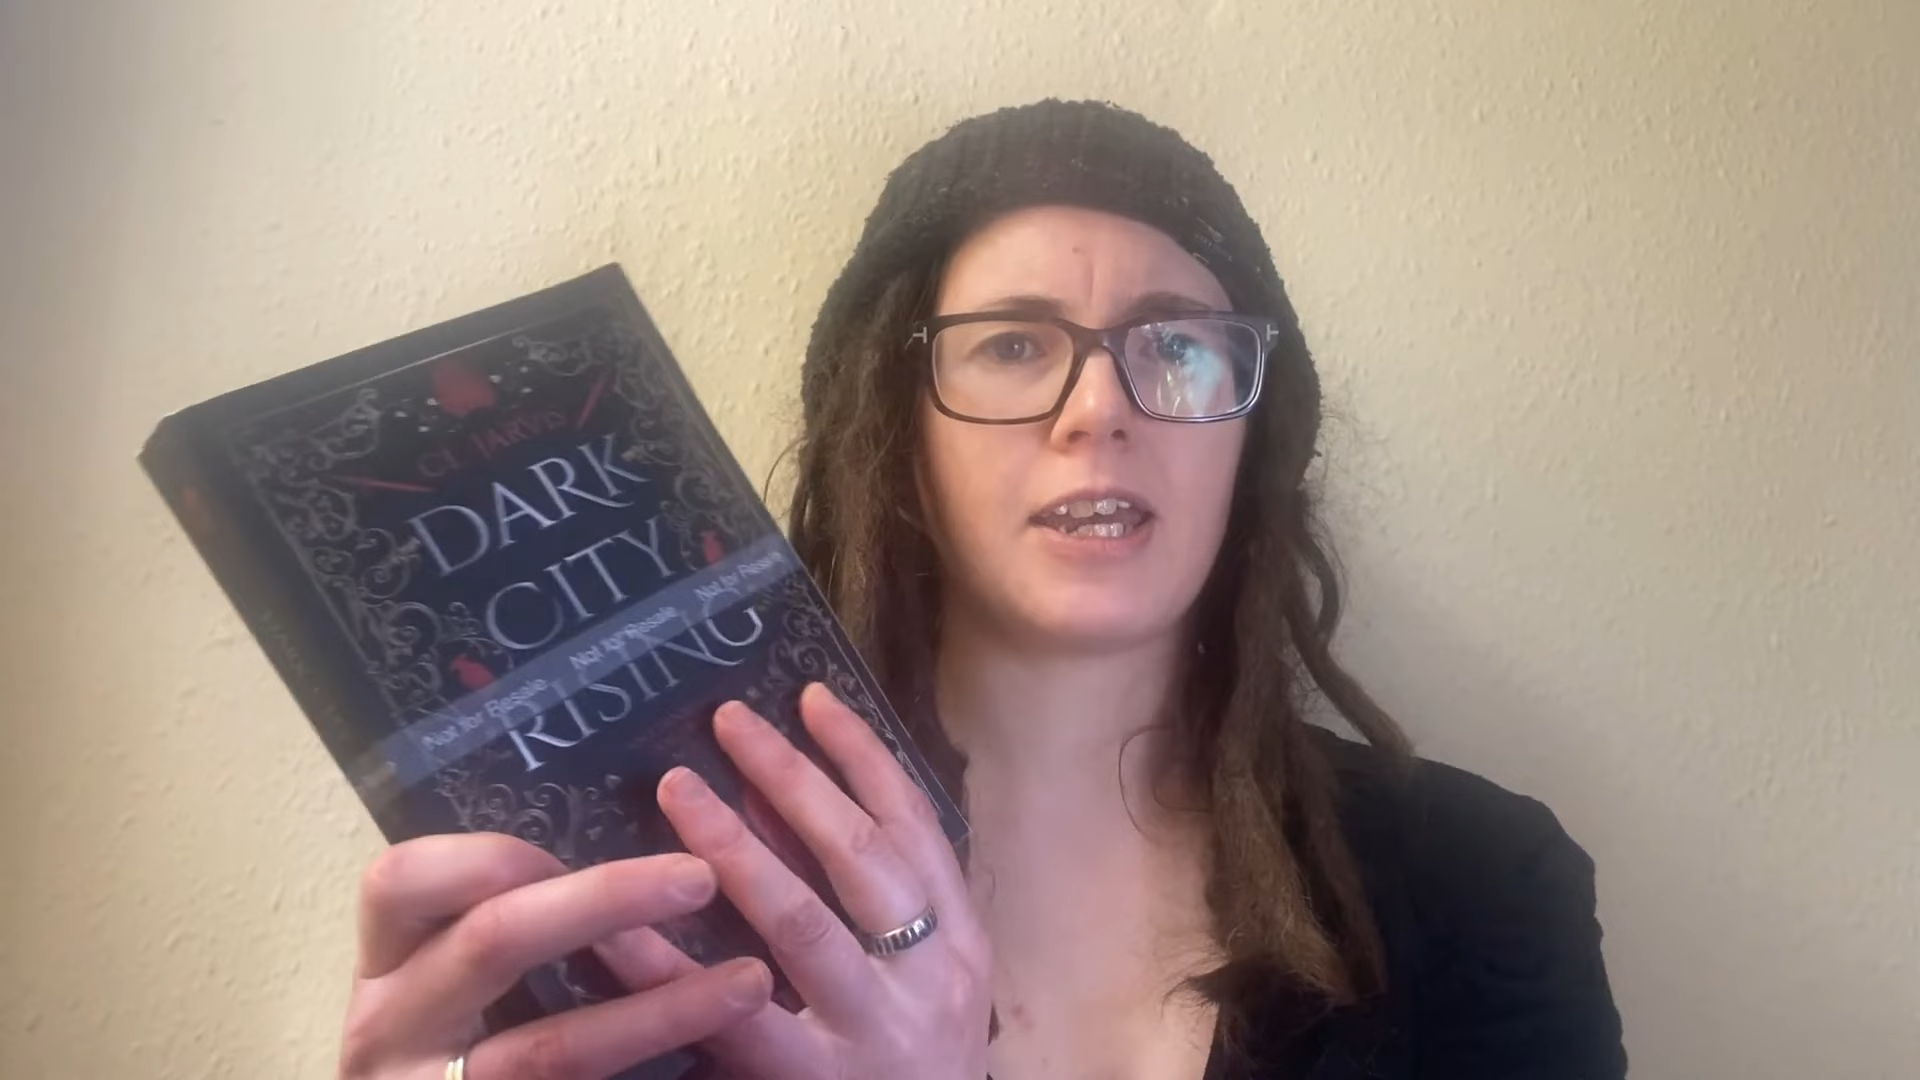 C.L. JARVIS
DARK
CITY
Not for Resale Not for Resale Not for Resale
RISING